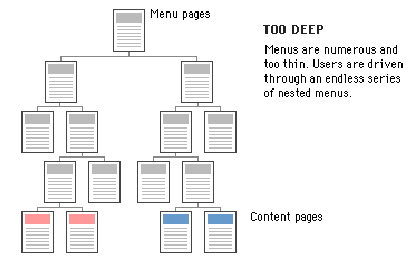 Menu pages
TOO DEEP
Menus are numerous and
too thin. Users are driven
through an endless series
of nested menus.
Content pages